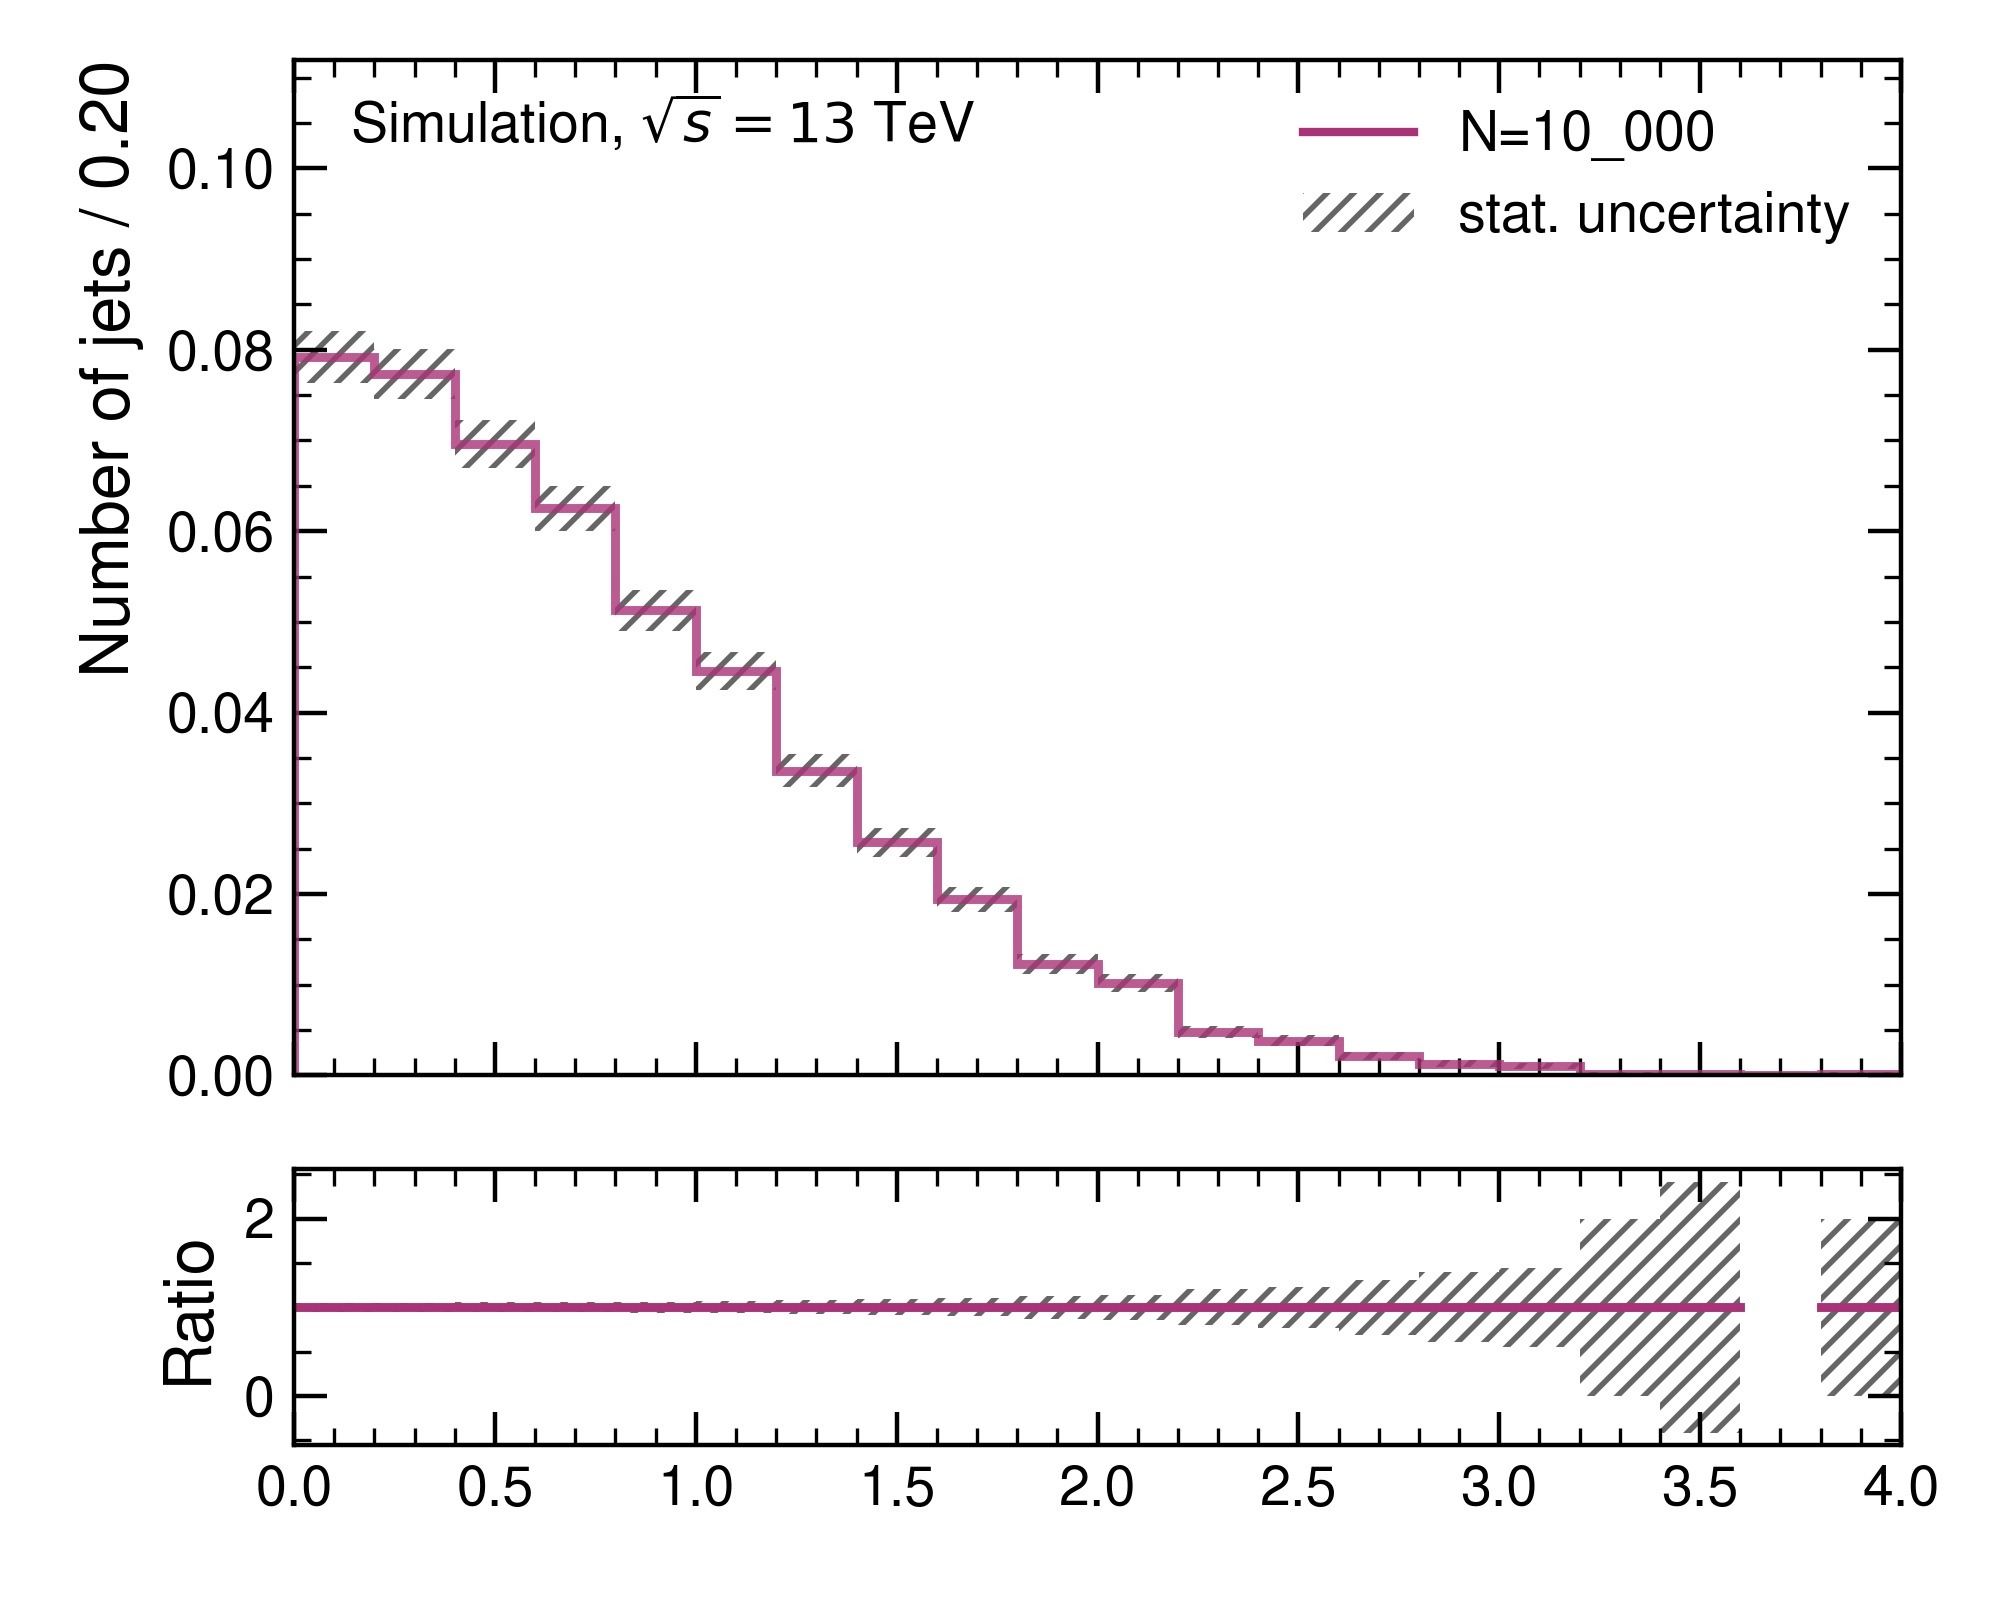 Simulation, √s = 13 TeV
N=10_000
stat. uncertainty
Number of jets / 0.20
0.10
0.08
0.06
0.04
0.02
0.00
Ratio
2
0
0.0 0.5 1.0 1.5 2.0 2.5 3.0 3.5 4.0